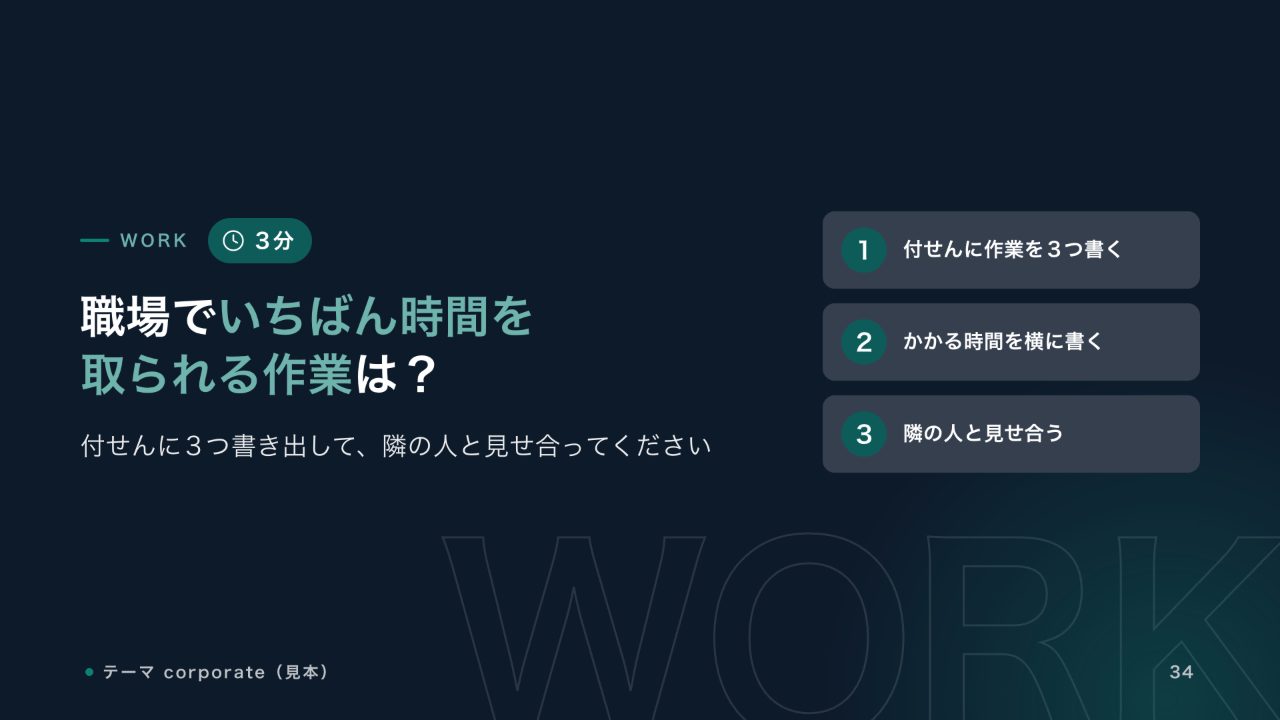 WORK
３分
職場でいちばん時間を
取られる作業は？
付せんに３つ書き出して、隣の人と見せ合ってください
1
付せんに作業を３つ書く
2
かかる時間を横に書く
3
隣の人と見せ合う
WORK
テーマ corporate（見本）
34